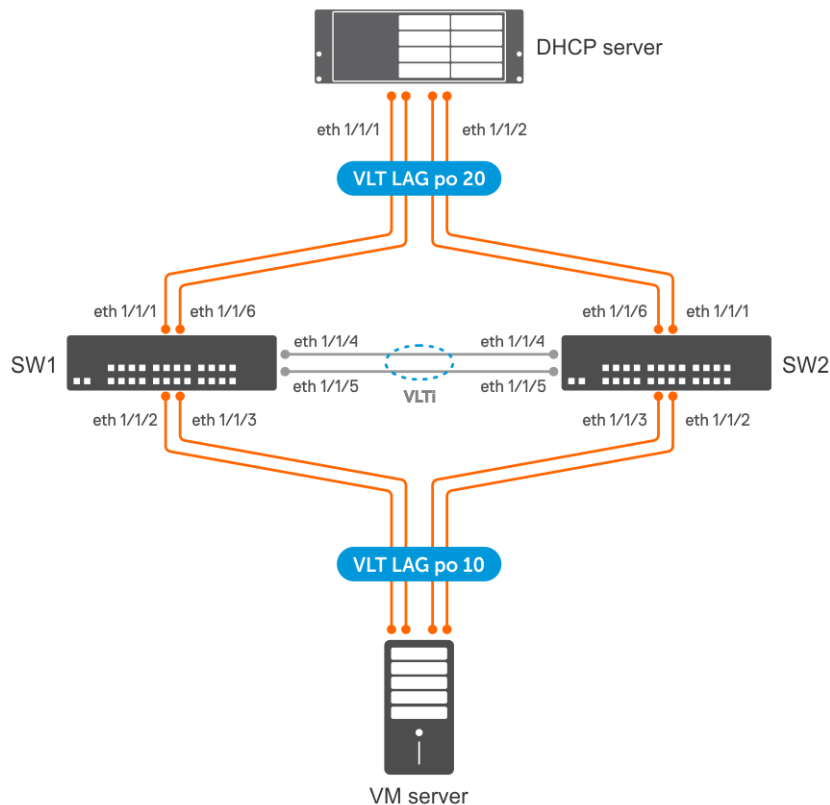 DHCP server
eth 1/1/1
eth 1/1/2
VLT LAG po 20
eth 1/1/1
eth 1/1/6
eth 1/1/6
eth 1/1/1
SW1
eth 1/1/4
eth 1/1/4
SW2
eth 1/1/5
eth 1/1/5
VLTi
eth 1/1/2
eth 1/1/3
eth 1/1/3
eth 1/1/2
VLT LAG po 10
VM server